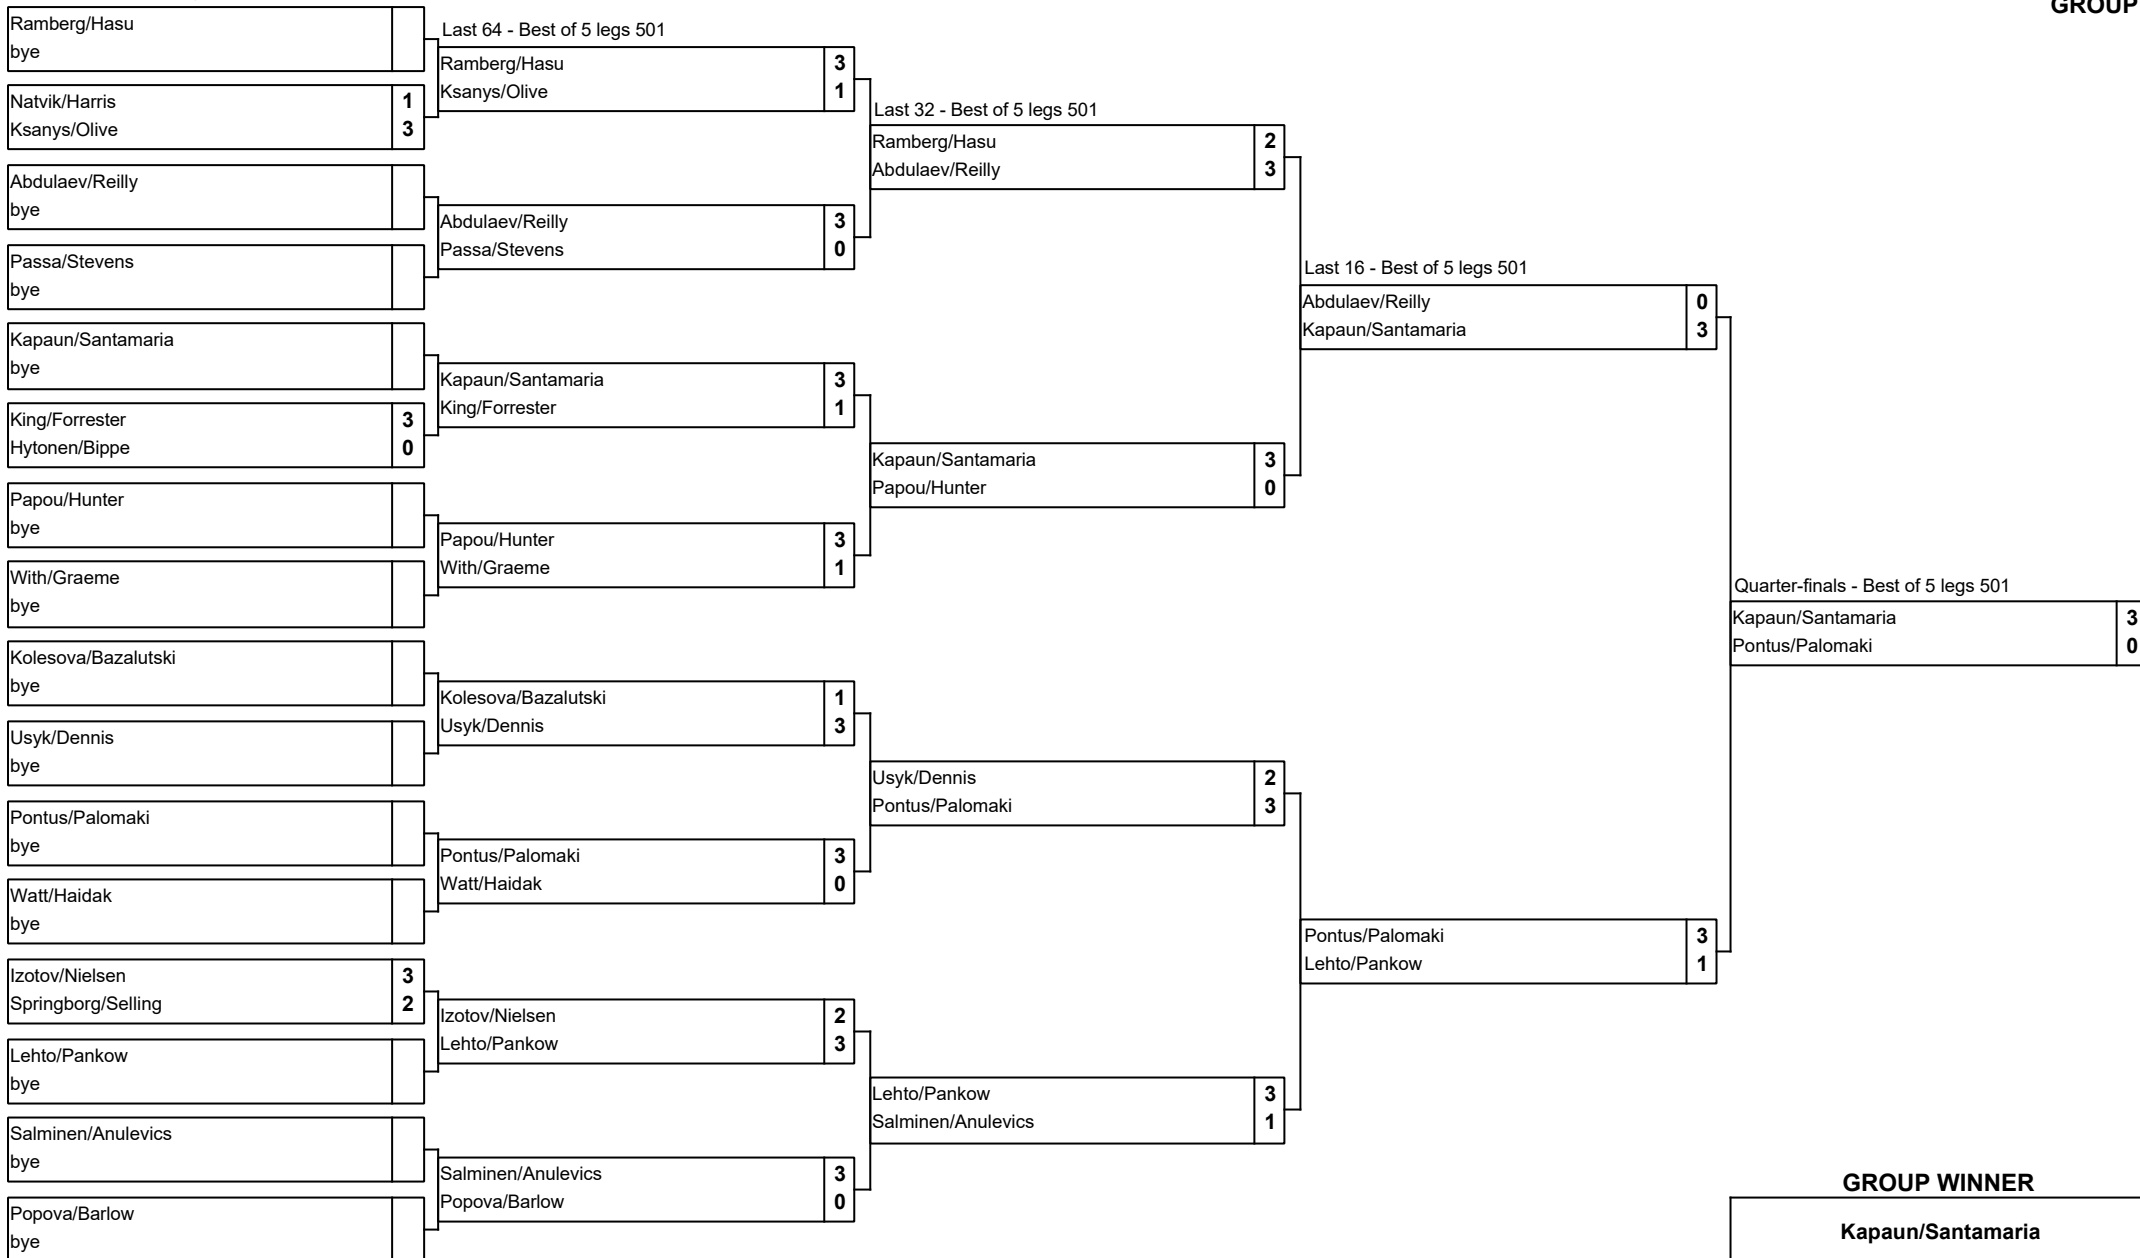 GROUP
Ramberg/Hasu
bye
Natvik/Harris 1
Ksanys/Olive 3
Abdulaev/Reilly
bye
Passa/Stevens
bye
Kapaun/Santamaria
bye
King/Forrester 3
Hytonen/Bippe 0
Papou/Hunter
bye
With/Graeme
bye
Kolesova/Bazalutski
bye
Usyk/Dennis
bye
Pontus/Palomaki
bye
Watt/Haidak
bye
Izotov/Nielsen 3
Springborg/Selling 2
Lehto/Pankow
bye
Salminen/Anulevics
bye
Popova/Barlow
bye
Last 64 - Best of 5 legs 501
Ramberg/Hasu 3
Ksanys/Olive 1
Abdulaev/Reilly 3
Passa/Stevens 0
Kapaun/Santamaria 3
King/Forrester 1
Papou/Hunter 3
With/Graeme 1
Kolesova/Bazalutski 1
Usyk/Dennis 3
Pontus/Palomaki 3
Watt/Haidak 0
Izotov/Nielsen 2
Lehto/Pankow 3
Salminen/Anulevics 3
Popova/Barlow 0
Last 32 - Best of 5 legs 501
Ramberg/Hasu 2
Abdulaev/Reilly 3
Kapaun/Santamaria 3
Papou/Hunter 0
Usyk/Dennis 2
Pontus/Palomaki 3
Lehto/Pankow 3
Salminen/Anulevics 1
Last 16 - Best of 5 legs 501
Abdulaev/Reilly 0
Kapaun/Santamaria 3
Pontus/Palomaki 3
Lehto/Pankow 1
Quarter-finals - Best of 5 legs 501
Kapaun/Santamaria 3
Pontus/Palomaki 0
GROUP WINNER
Kapaun/Santamaria